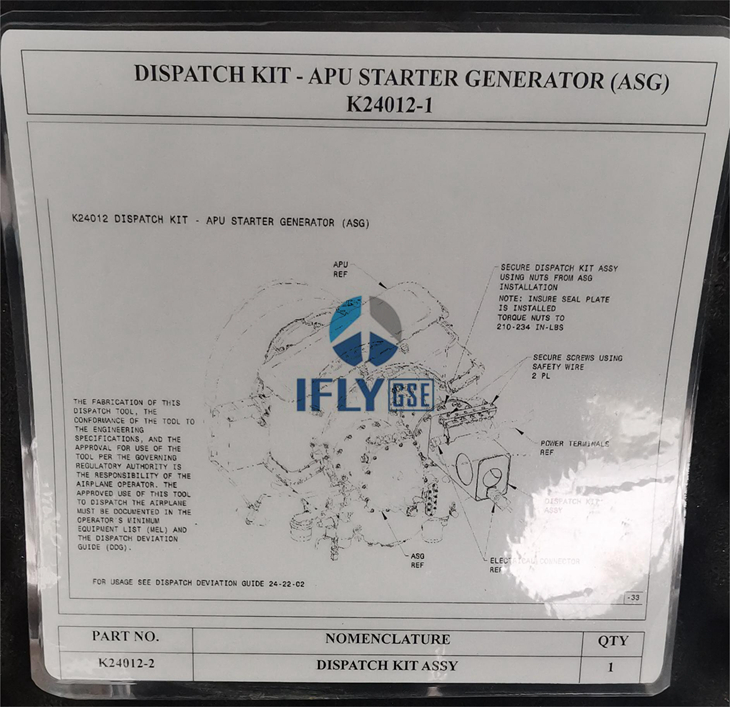 DISPATCH KIT - APU STARTER GENERATOR (ASG)
K24012-1
K24012 DISPATCH KIT - APU STARTER GENERATOR (ASG)
APU
REF
SECURE DISPATCH KIT ASSY
USING NUTS FROM ASG
INSTALLATION
NOTE: INSURE SEAL PLATE
IS INSTALLED
TORQUE NUTS TO
210-234 IN-LBS
SECURE SCREWS USING
SAFETY WIRE
2 PL
IFLY GSE
THE FABRICATION OF THIS
DISPATCH TOOL, THE
CONFORMANCE OF THE TOOL TO
THE ENGINEERING
SPECIFICATIONS, AND THE
APPROVAL FOR USE OF THE
TOOL PER THE GOVERNING
REGULATORY AUTHORITY IS
THE RESPONSIBILITY OF THE
AIRPLANE OPERATOR. THE
APPROVED USE OF THIS TOOL
TO DISPATCH THE AIRPLANE
MUST BE DOCUMENTED IN THE
OPERATOR'S MINIMUM
EQUIPMENT LIST (MEL) AND
THE DISPATCH DEVIATION
GUIDE (DDG).
POWER TERMINALS
REF
DISPATCH KIT
ASSY
ASG
REF
ELECTRICAL CONNECTOR
REF
FOR USAGE SEE DISPATCH DEVIATION GUIDE 24-22-02
-33
PART NO. NOMENCLATURE QTY
K24012-2 DISPATCH KIT ASSY 1